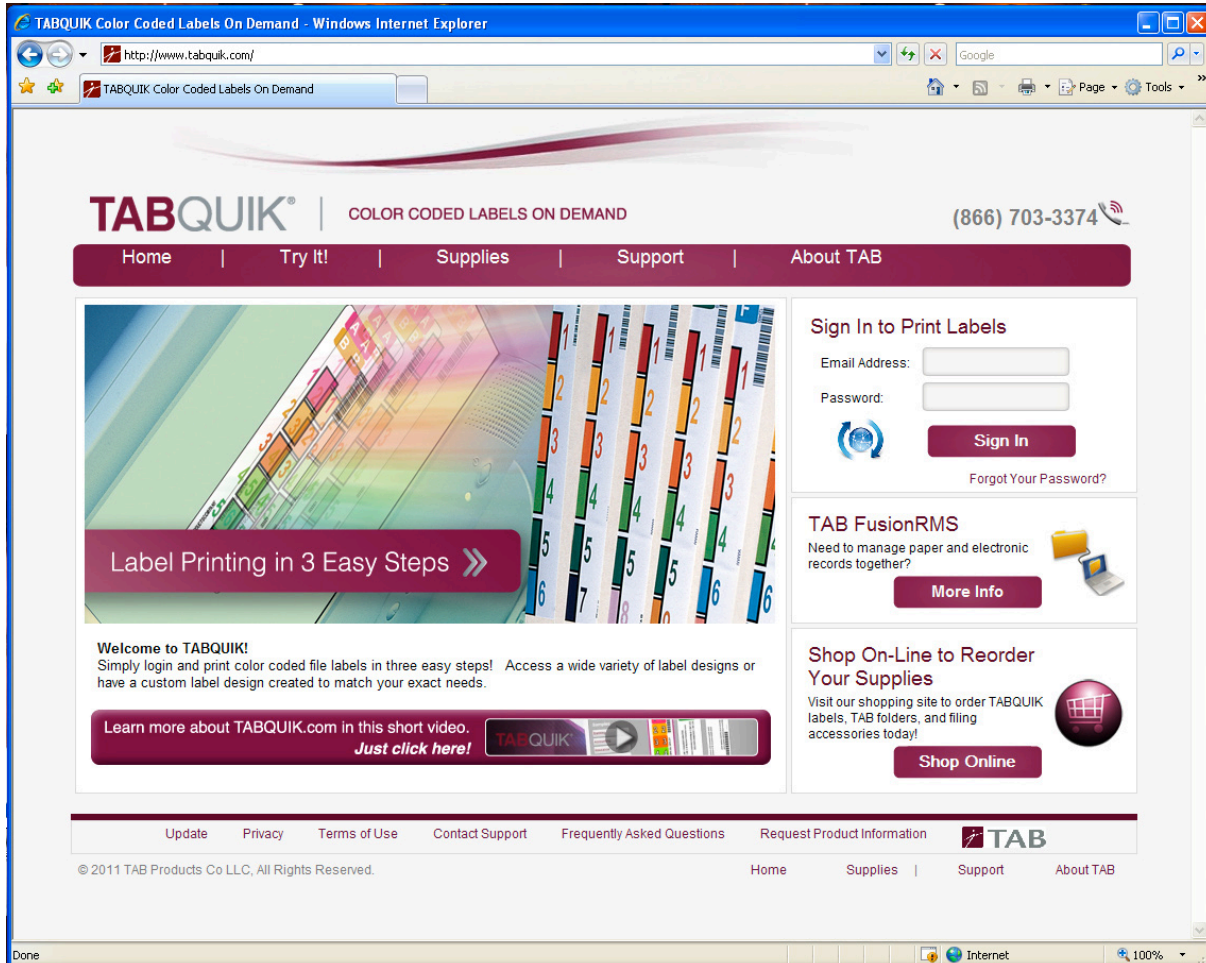 TABQUIK Color Coded Labels On Demand - Windows Internet Explorer
http://www.tabquik.com/
Google
TABQUIK Color Coded Labels On Demand
Page
Tools
TABQUIK® | COLOR CODED LABELS ON DEMAND
(866) 703-3374
Home | Try It! | Supplies | Support | About TAB
Label Printing in 3 Easy Steps
Sign In to Print Labels
Email Address:
Password:
Sign In
Forgot Your Password?
TAB FusionRMS
Need to manage paper and electronic
records together?
More Info
Welcome to TABQUIK!
Simply login and print color coded file labels in three easy steps! Access a wide variety of label designs or
have a custom label design created to match your exact needs.
Learn more about TABQUIK.com in this short video.
Just click here!
TABQUIK
Shop On-Line to Reorder
Your Supplies
Visit our shopping site to order TABQUIK
labels, TAB folders, and filing
accessories today!
Shop Online
Update Privacy Terms of Use Contact Support Frequently Asked Questions Request Product Information TAB
© 2011 TAB Products Co LLC, All Rights Reserved.
Home Supplies | Support About TAB
Done
Internet
100%